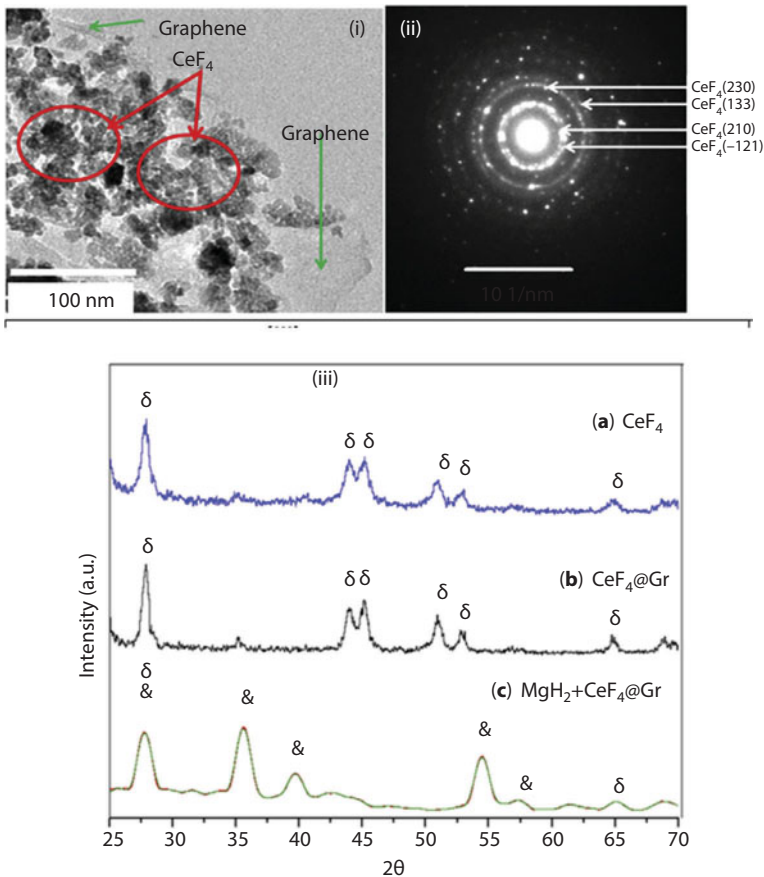 Graphene
(i)
CeF₄
Graphene
100 nm
(ii)
CeF₄(230)
CeF₄(133)
CeF₄(210)
CeF₄(–121)
10 1/nm
(iii)
δ
δ δ
δ
δ
δ
(a) CeF₄
δ
δ δ
δ
δ
δ
(b) CeF₄@Gr
δ
&
&
&
&
&
δ
(c) MgH₂+CeF₄@Gr
Intensity (a.u.)
25 30 35 40 45 50 55 60 65 70
2θ